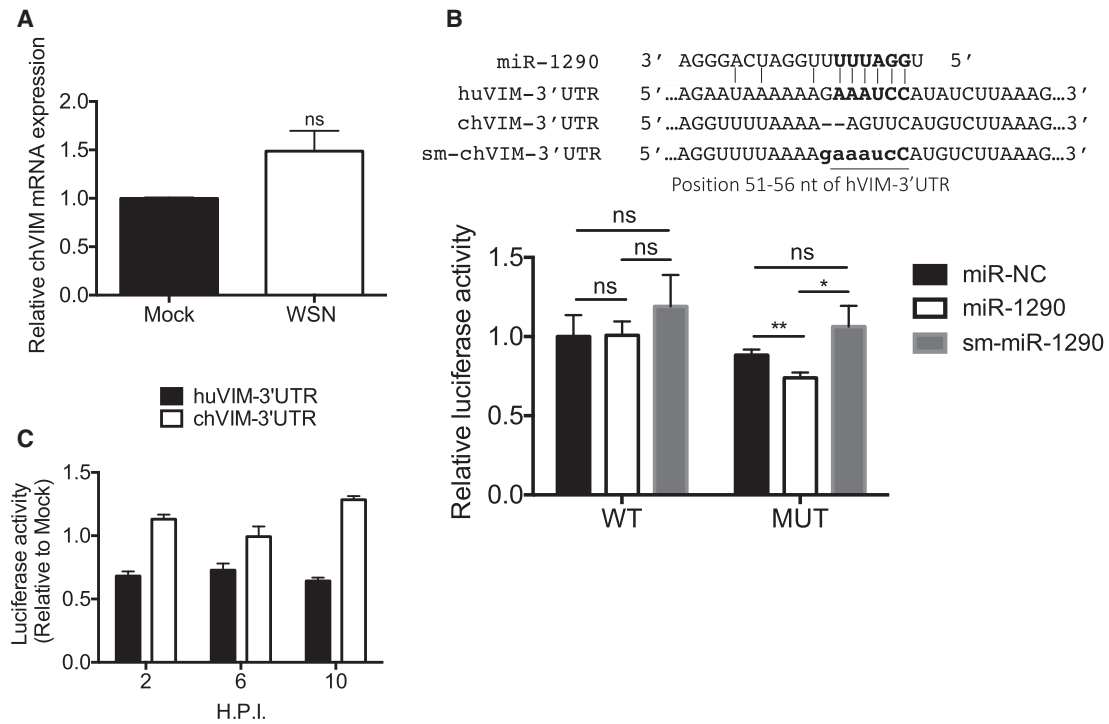 A
Relative chVIM mRNA expression
2.0
1.5
1.0
0.5
0.0
ns
Mock
WSN
B
miR-1290 3′ AGGGACUAGGUUUUUAGGU 5′
huVIM-3′UTR 5′…AGAAUAAAAAAGAAAUCCAUAUCUUAAAG…3′
chVIM-3′UTR 5′…AGGUUUUAAAA--AGUUCAUGUCUUAAAG…3′
sm-chVIM-3′UTR 5′…AGGUUUUAAAAgaaaucCAUGUCUUAAAG…3′
Position 51-56 nt of hVIM-3′UTR
Relative luciferase activity
1.5
1.0
0.5
0.0
ns
ns
ns
ns
*
**
WT
MUT
miR-NC
miR-1290
sm-miR-1290
C
huVIM-3'UTR
chVIM-3'UTR
Luciferase activity
(Relative to Mock)
1.5
1.0
0.5
0.0
2
6
10
H.P.I.